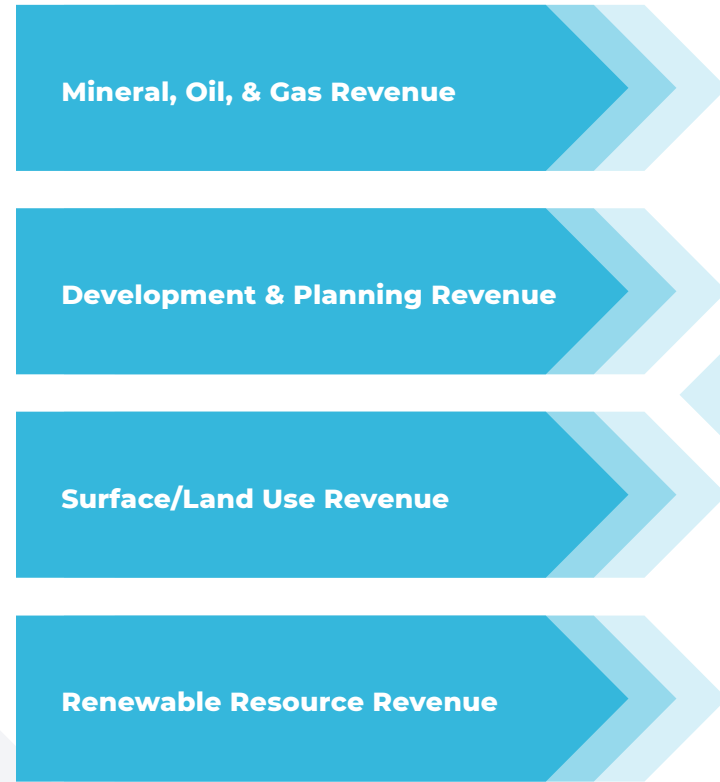 Mineral, Oil, & Gas Revenue
Development & Planning Revenue
Surface/Land Use Revenue
Renewable Resource Revenue